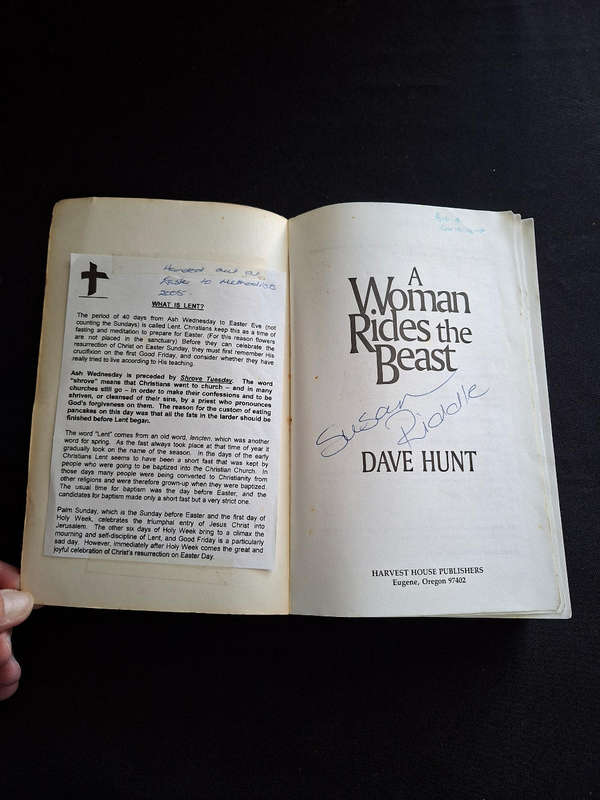 Handed out at
Easter to Methodists
2005
WHAT IS LENT?
The period of 40 days from Ash Wednesday to Easter Eve (not
counting the Sundays) is called Lent. Christians keep this as a time of
fasting and meditation to prepare for Easter. (For this reason flowers
are not placed in the sanctuary) Before they can celebrate the
resurrection of Christ on Easter Sunday, they must first remember His
crucifixion on the first Good Friday, and consider whether they have
really tried to live according to His teaching.
Ash Wednesday is preceded by Shrove Tuesday. The word
"shrove" means that Christians went to church – and in many
churches still go – in order to make their confessions and to be
shriven, or cleansed of their sins, by a priest who pronounces
God's forgiveness on them. The reason for the custom of eating
pancakes on this day was that all the fats in the larder should be
finished before Lent began.
The word "Lent" comes from an old word, lencten, which was another
word for spring. As the fast always took place at that time of year it
gradually took on the name of the season. In the days of the early
Christians Lent seems to have been a short fast that was kept by
people who were going to be baptized into the Christian Church. In
those days many people were being converted to Christianity from
other religions and were therefore grown-up when they were baptized.
The usual time for baptism was the day before Easter, and the
candidates for baptism made only a short fast but a very strict one.
Palm Sunday, which is the Sunday before Easter and the first day of
Holy Week, celebrates the triumphal entry of Jesus Christ into
Jerusalem. The other six days of Holy Week bring to a climax the
mourning and self-discipline of Lent, and Good Friday is a particularly
sad day. However, immediately after Holy Week comes the great and
joyful celebration of Christ's resurrection on Easter Day.
A
Woman
Rides the
Beast
Susan
Riddle
DAVE HUNT
HARVEST HOUSE PUBLISHERS
Eugene, Oregon 97402